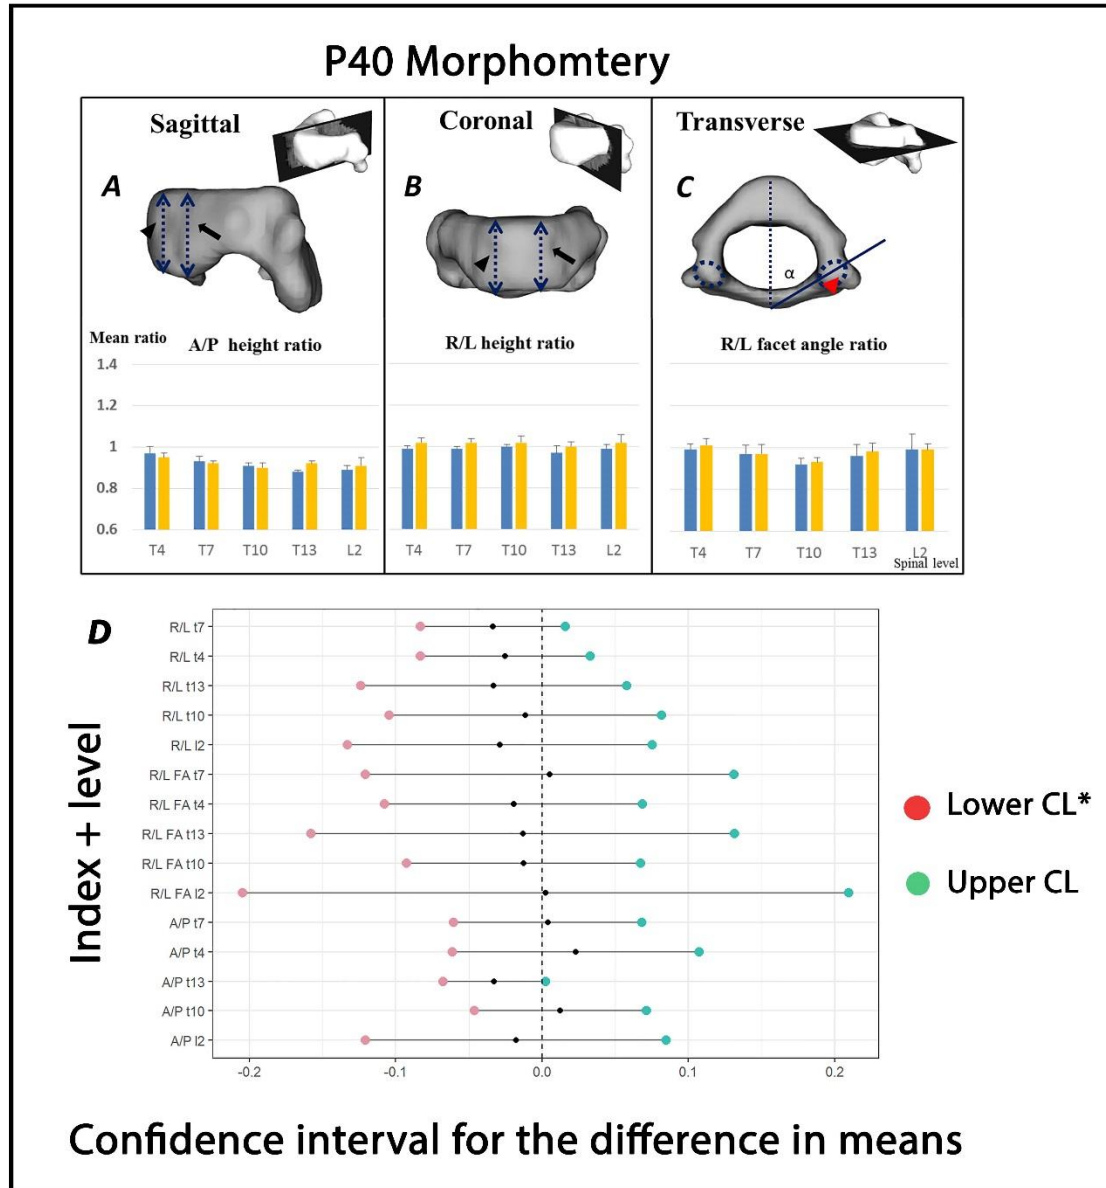 P40 Morphomtery
Sagittal
Coronal
Transverse
A
B
C
α
Mean ratio
A/P height ratio
R/L height ratio
R/L facet angle ratio
1.4
1.2
1
0.8
0.6
T4 T7 T10 T13 L2
T4 T7 T10 T13 L2
T4 T7 T10 T13 L2
Spinal level
D
Index + level
R/L t7
R/L t4
R/L t13
R/L t10
R/L l2
R/L FA t7
R/L FA t4
R/L FA t13
R/L FA t10
R/L FA l2
A/P t7
A/P t4
A/P t13
A/P t10
A/P l2
-0.2 -0.1 0.0 0.1 0.2
Lower CL*
Upper CL
Confidence interval for the difference in means